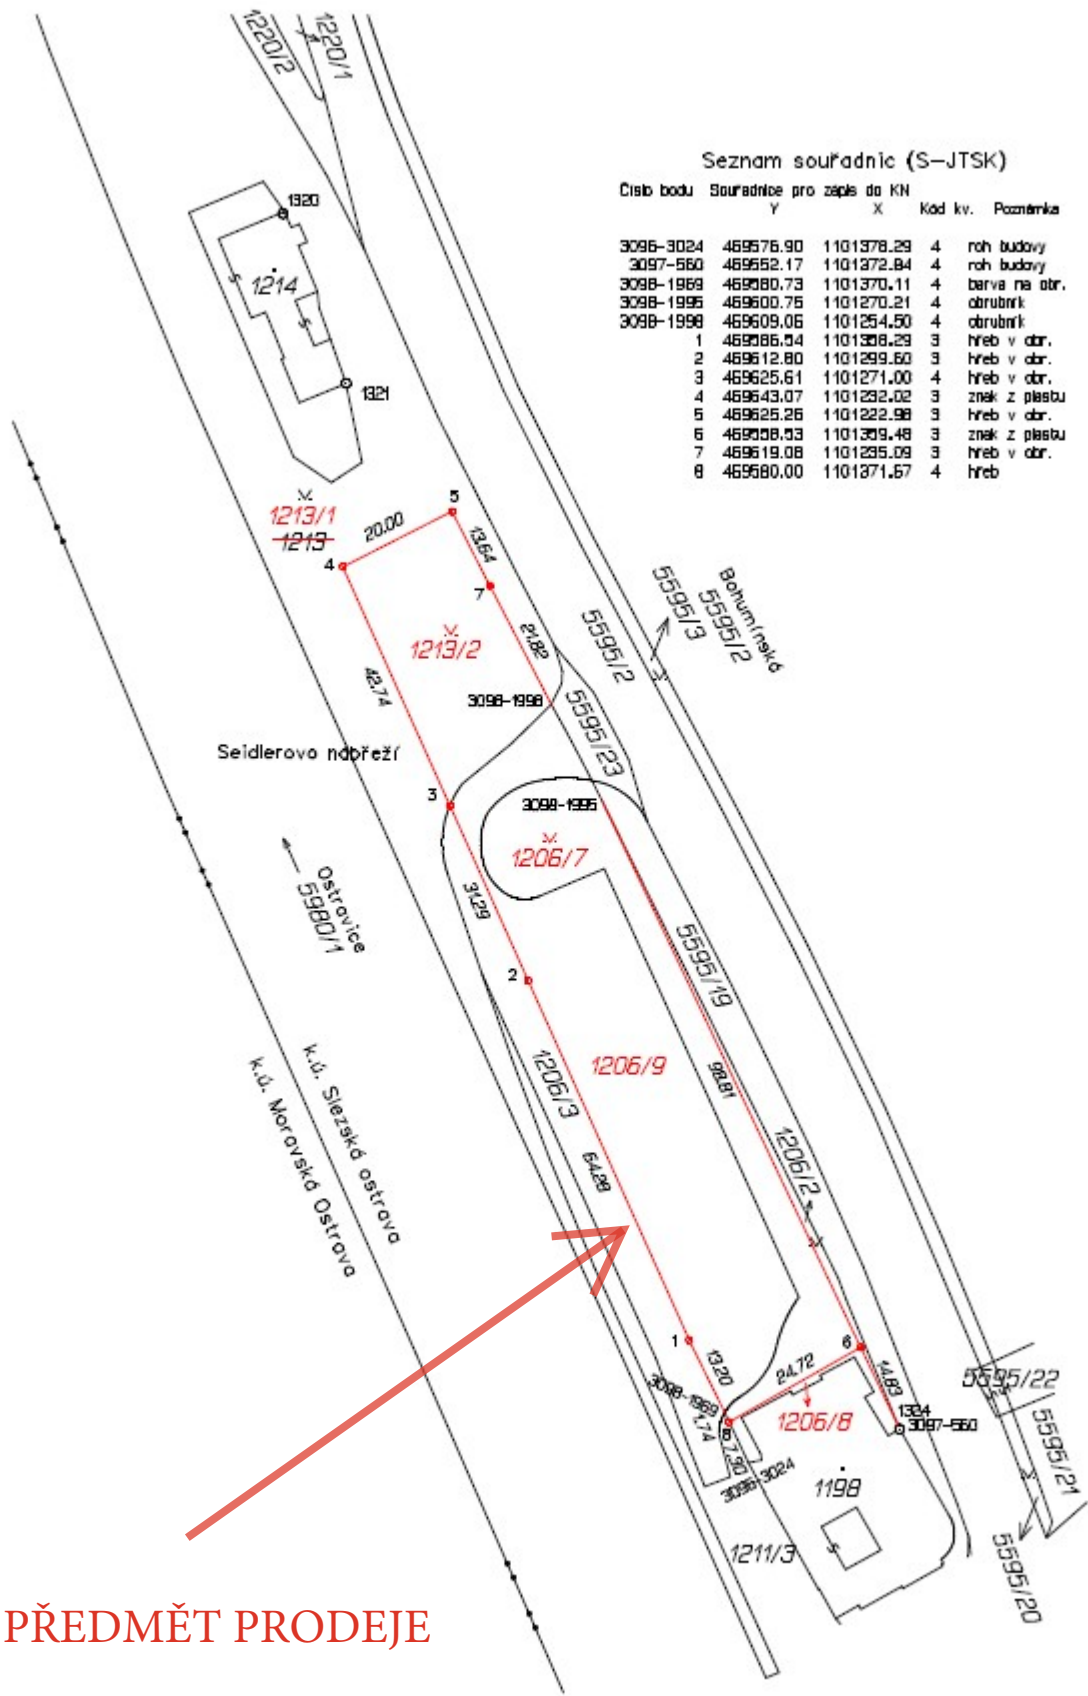 1220/2
1220/1
Seznam souřadnic (S-JTSK)
Číslo bodu Souřadnice pro zápis do KN
Y X Kód kv. Poznámka
3096-3024 469576.90 1101378.29 4 roh budovy
3097-560 469552.17 1101372.84 4 roh budovy
3098-1969 469580.73 1101370.11 4 barva na obr.
3098-1995 469600.75 1101270.21 4 obrubník
3098-1998 469609.06 1101254.50 4 obrubník
1 469586.54 1101358.29 3 hřeb v obr.
2 469612.80 1101299.60 3 hřeb v obr.
3 469625.61 1101271.00 4 hřeb v obr.
4 469643.07 1101232.02 3 znak z plastu
5 469625.26 1101222.98 3 hřeb v obr.
6 469558.53 1101359.48 3 znak z plastu
7 469619.08 1101235.09 3 hřeb v obr.
8 469580.00 1101371.67 4 hřeb
1320
1214
1321
1213/1
1213
20.00
5
4
13.64
7
1213/2
21.82
42.74
3098-1998
5595/2
5595/3
5595/2
Bohumínská
5595/23
Seidlerovo nábřeží
3
3098-1995
1206/7
Ostravice
5980/1
31.29
2
5595/19
1206/9
98.81
1206/3
k.ú. Slezská ostrava
k.ú. Moravská Ostrava
64.28
1206/2
1
13.20
6
24.72
14.83
3098-1969
1.74
8
7.90
3096-3024
1206/8
1324
3097-560
5595/22
5595/21
1198
1211/3
5595/20
PŘEDMĚT PRODEJE